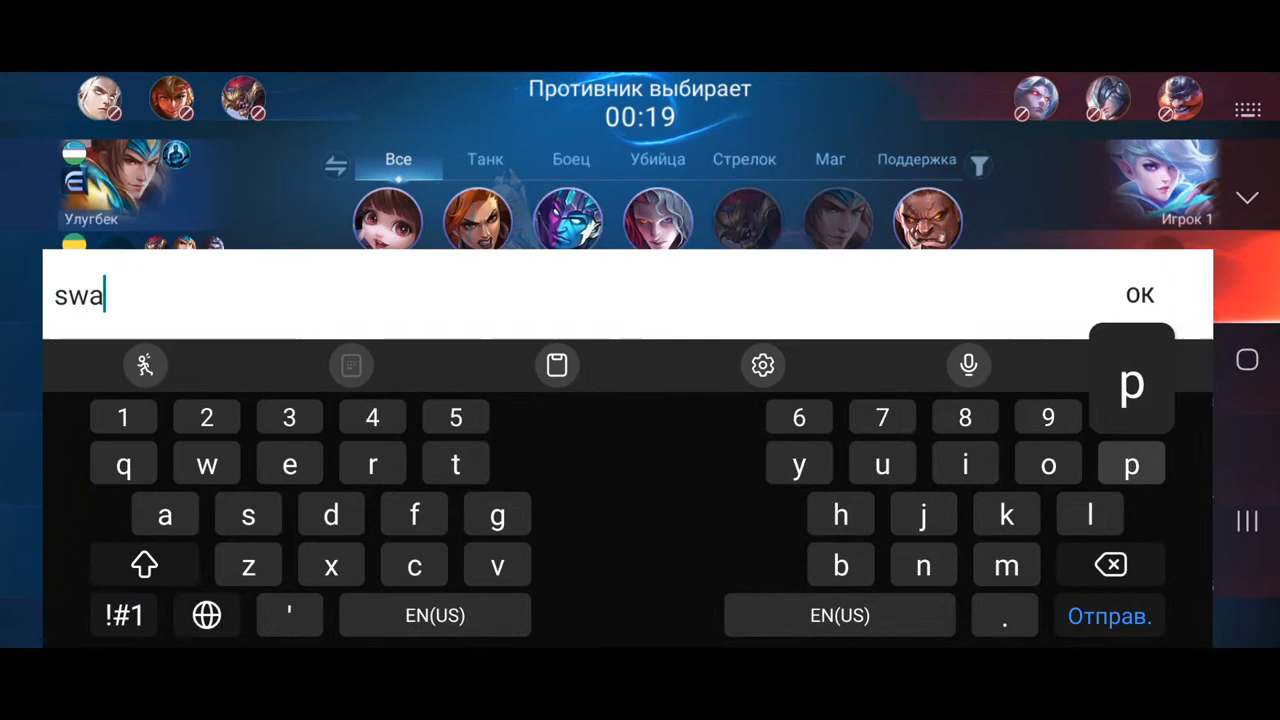 Противник выбирает
00:19
Все Танк Боец Убийца Стрелок Маг Поддержка
Улугбек
Игрок 1
swa
ОК
p
1 2 3 4 5 6 7 8 9
q w e r t y u i o p
a s d f g h j k l
z x c v b n m
!#1 ' EN(US) EN(US) . Отправ.